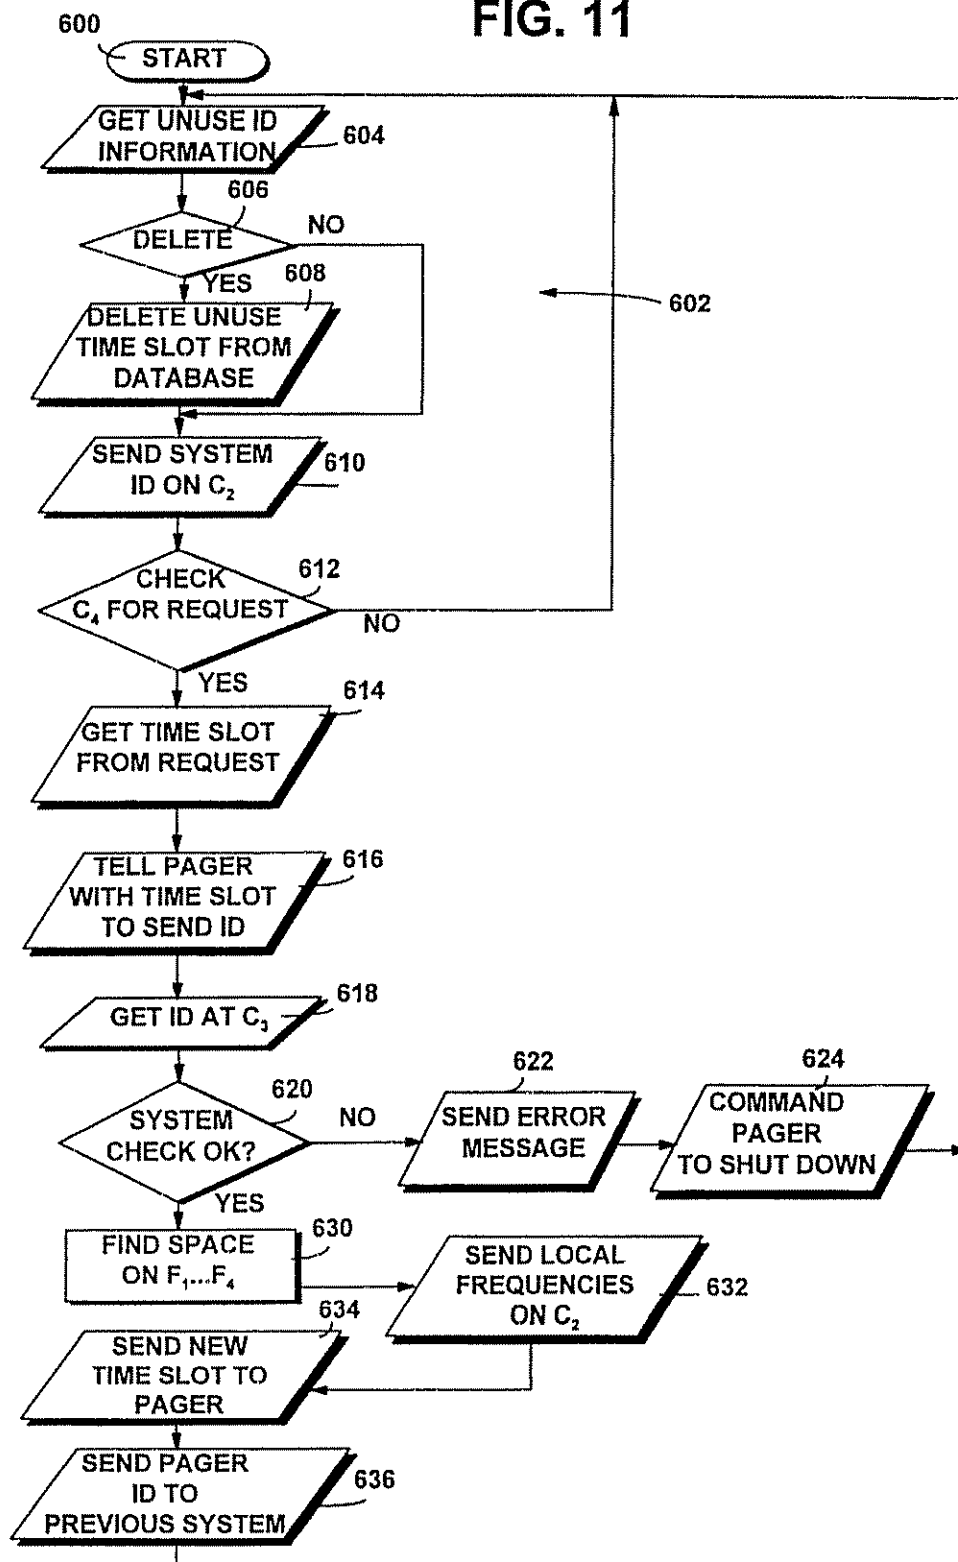 FIG. 11
600
START
GET UNUSE ID
INFORMATION
604
606
DELETE
NO
YES
608
602
DELETE UNUSE
TIME SLOT FROM
DATABASE
SEND SYSTEM
ID ON C₂
610
612
CHECK
C₄ FOR REQUEST
NO
YES
614
GET TIME SLOT
FROM REQUEST
TELL PAGER
WITH TIME SLOT
TO SEND ID
616
618
GET ID AT C₃
620
SYSTEM
CHECK OK?
NO
YES
622
SEND ERROR
MESSAGE
624
COMMAND
PAGER
TO SHUT DOWN
630
FIND SPACE
ON F₁...F₄
SEND LOCAL
FREQUENCIES
ON C₂
632
634
SEND NEW
TIME SLOT TO
PAGER
SEND PAGER
ID TO
PREVIOUS SYSTEM
636